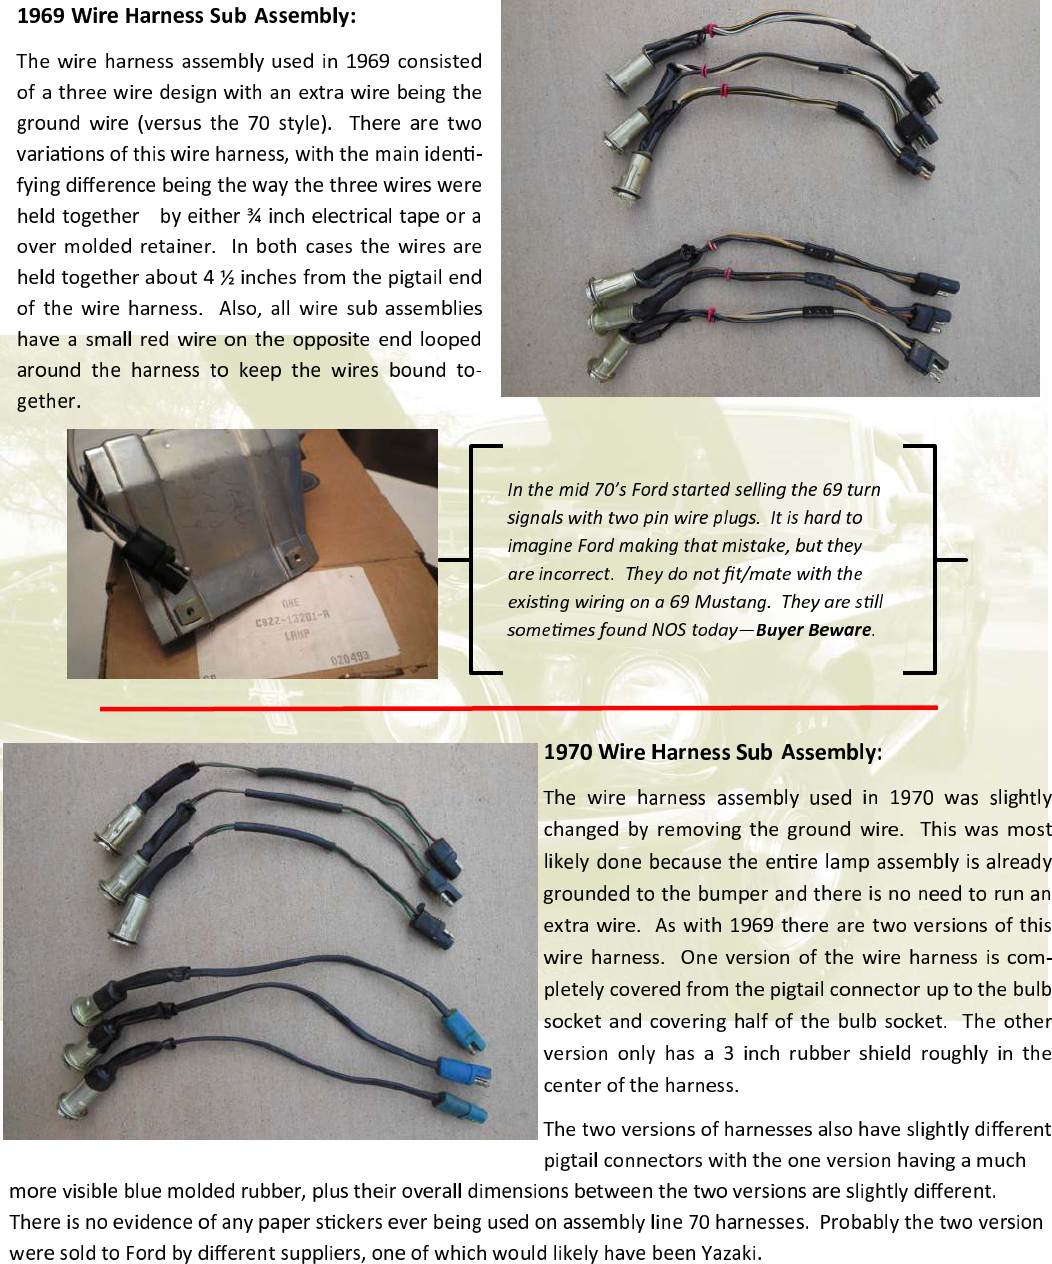 1969 Wire Harness Sub Assembly:
The wire harness assembly used in 1969 consisted
of a three wire design with an extra wire being the
ground wire (versus the 70 style).  There are two
variations of this wire harness, with the main identi-
fying difference being the way the three wires were
held together   by either ¾ inch electrical tape or a
over molded retainer.  In both cases the wires are
held together about 4 ½ inches from the pigtail end
of the wire harness.  Also, all wire sub assemblies
have a small red wire on the opposite end looped
around the harness to keep the wires bound to-
gether.
ONE
C9ZZ-13201-A
LAMP
020493
In the mid 70's Ford started selling the 69 turn
signals with two pin wire plugs.  It is hard to
imagine Ford making that mistake, but they
are incorrect.  They do not fit/mate with the
existing wiring on a 69 Mustang.  They are still
sometimes found NOS today—Buyer Beware.
1970 Wire Harness Sub Assembly:
The wire harness assembly used in 1970 was slightly
changed by removing the ground wire.  This was most
likely done because the entire lamp assembly is already
grounded to the bumper and there is no need to run an
extra wire.  As with 1969 there are two versions of this
wire harness.  One version of the wire harness is com-
pletely covered from the pigtail connector up to the bulb
socket and covering half of the bulb socket.  The other
version only has a 3 inch rubber shield roughly in the
center of the harness.
The two versions of harnesses also have slightly different
pigtail connectors with the one version having a much
more visible blue molded rubber, plus their overall dimensions between the two versions are slightly different.
There is no evidence of any paper stickers ever being used on assembly line 70 harnesses.  Probably the two version
were sold to Ford by different suppliers, one of which would likely have been Yazaki.